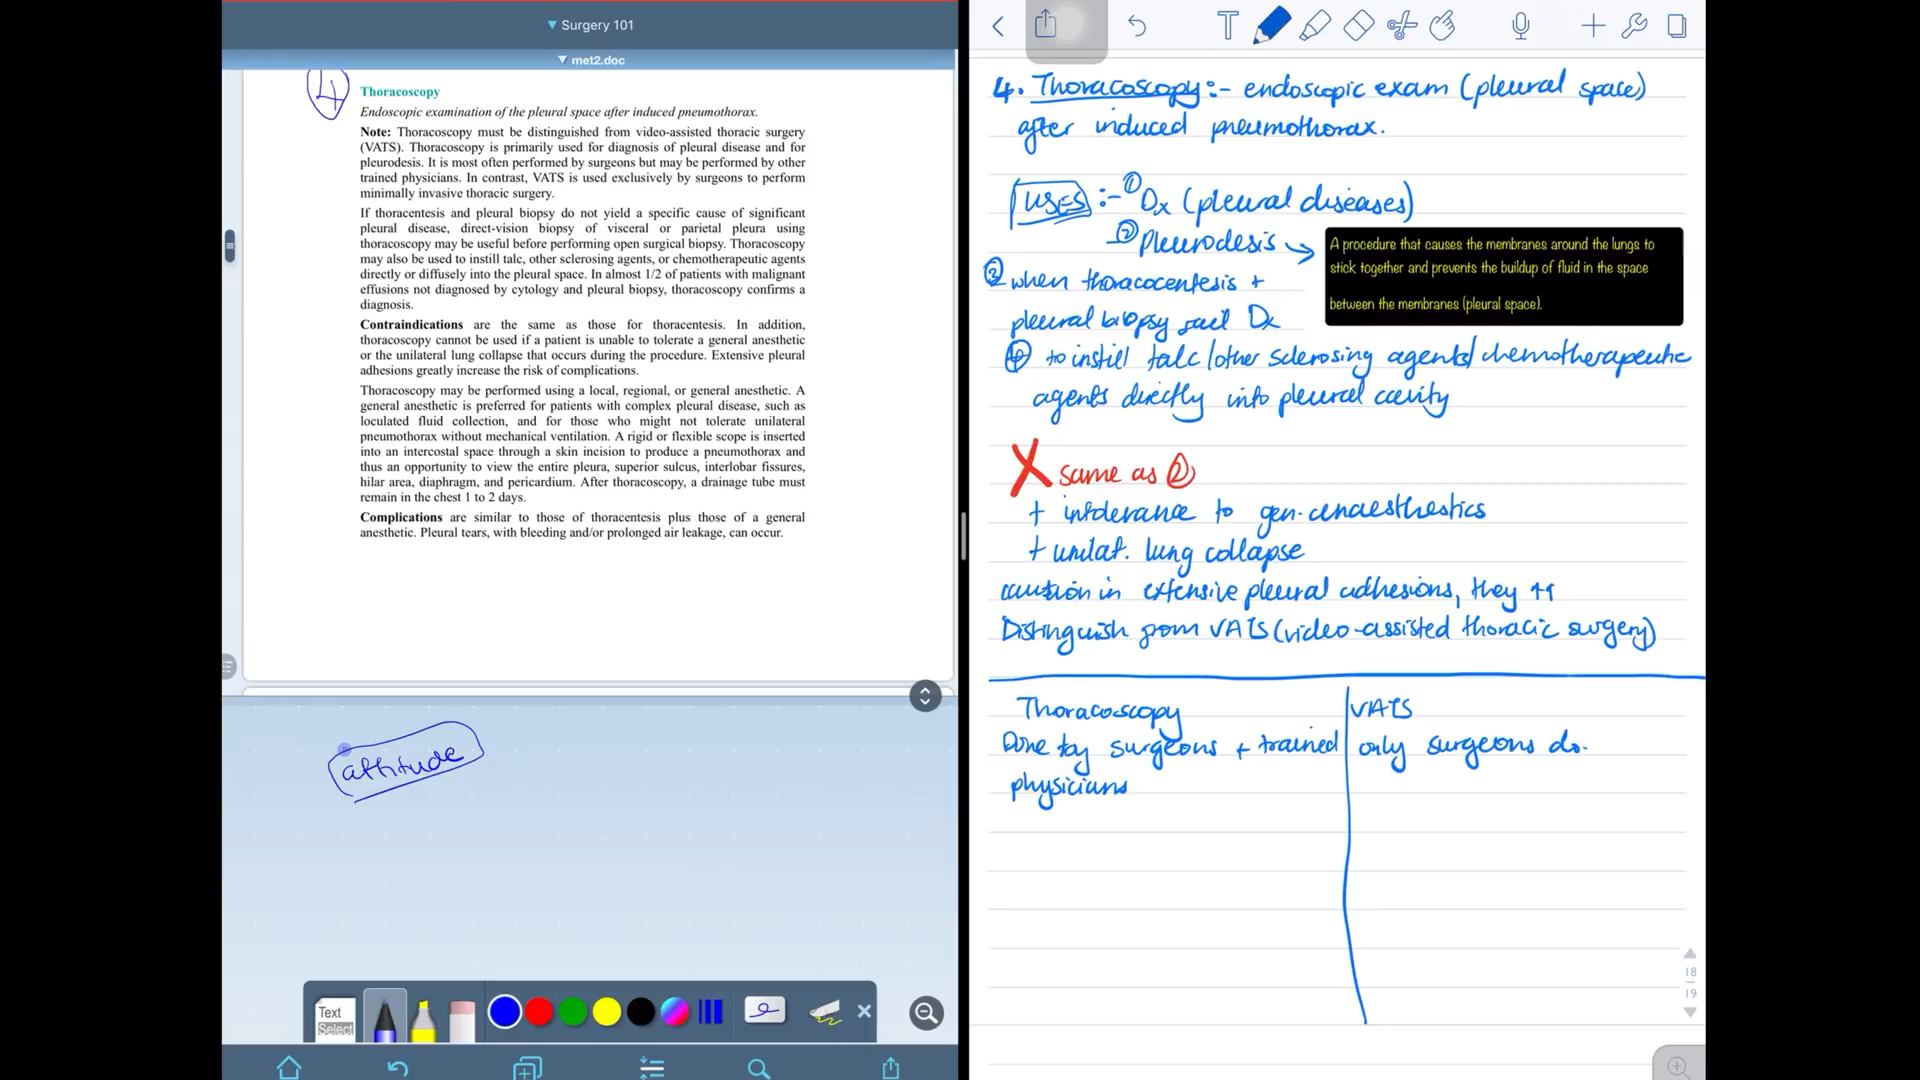 Surgery 101
met2.doc
4
Thoracoscopy
Endoscopic examination of the pleural space after induced pneumothorax.
Note: Thoracoscopy must be distinguished from video-assisted thoracic surgery
(VATS). Thoracoscopy is primarily used for diagnosis of pleural disease and for
pleurodesis. It is most often performed by surgeons but may be performed by other
trained physicians. In contrast, VATS is used exclusively by surgeons to perform
minimally invasive thoracic surgery.
If thoracentesis and pleural biopsy do not yield a specific cause of significant
pleural disease, direct-vision biopsy of visceral or parietal pleura using
thoracoscopy may be useful before performing open surgical biopsy. Thoracoscopy
may also be used to instill talc, other sclerosing agents, or chemotherapeutic agents
directly or diffusely into the pleural space. In almost 1/2 of patients with malignant
effusions not diagnosed by cytology and pleural biopsy, thoracoscopy confirms a
diagnosis.
Contraindications are the same as those for thoracentesis. In addition,
thoracoscopy cannot be used if a patient is unable to tolerate a general anesthetic
or the unilateral lung collapse that occurs during the procedure. Extensive pleural
adhesions greatly increase the risk of complications.
Thoracoscopy may be performed using a local, regional, or general anesthetic. A
general anesthetic is preferred for patients with complex pleural disease, such as
loculated fluid collection, and for those who might not tolerate unilateral
pneumothorax without mechanical ventilation. A rigid or flexible scope is inserted
into an intercostal space through a skin incision to produce a pneumothorax and
thus an opportunity to view the entire pleura, superior sulcus, interlobar fissures,
hilar area, diaphragm, and pericardium. After thoracoscopy, a drainage tube must
remain in the chest 1 to 2 days.
Complications are similar to those of thoracentesis plus those of a general
anesthetic. Pleural tears, with bleeding and/or prolonged air leakage, can occur.
attitude
Text
Select
4. Thoracoscopy:- endoscopic exam (pleural space)
after induced pneumothorax.
USES :- ① Dx (pleural diseases)
② Pleurodesis →
A procedure that causes the membranes around the lungs to
stick together and prevents the buildup of fluid in the space
between the membranes (pleural space).
③ when thoracocentesis +
pleural biopsy fail Dx
④ to instill talc/other sclerosing agents/chemotherapeutic
agents directly into pleural cavity
X same as ②
+ intolerance to gen. anaesthestics
+ unilat. lung collapse
caution in extensive pleural adhesions, they ↑↑
Distinguish from VATS (video-assisted thoracic surgery)
Thoracoscopy
Done by surgeons + trained
physicians
VATS
only surgeons do.
18
19